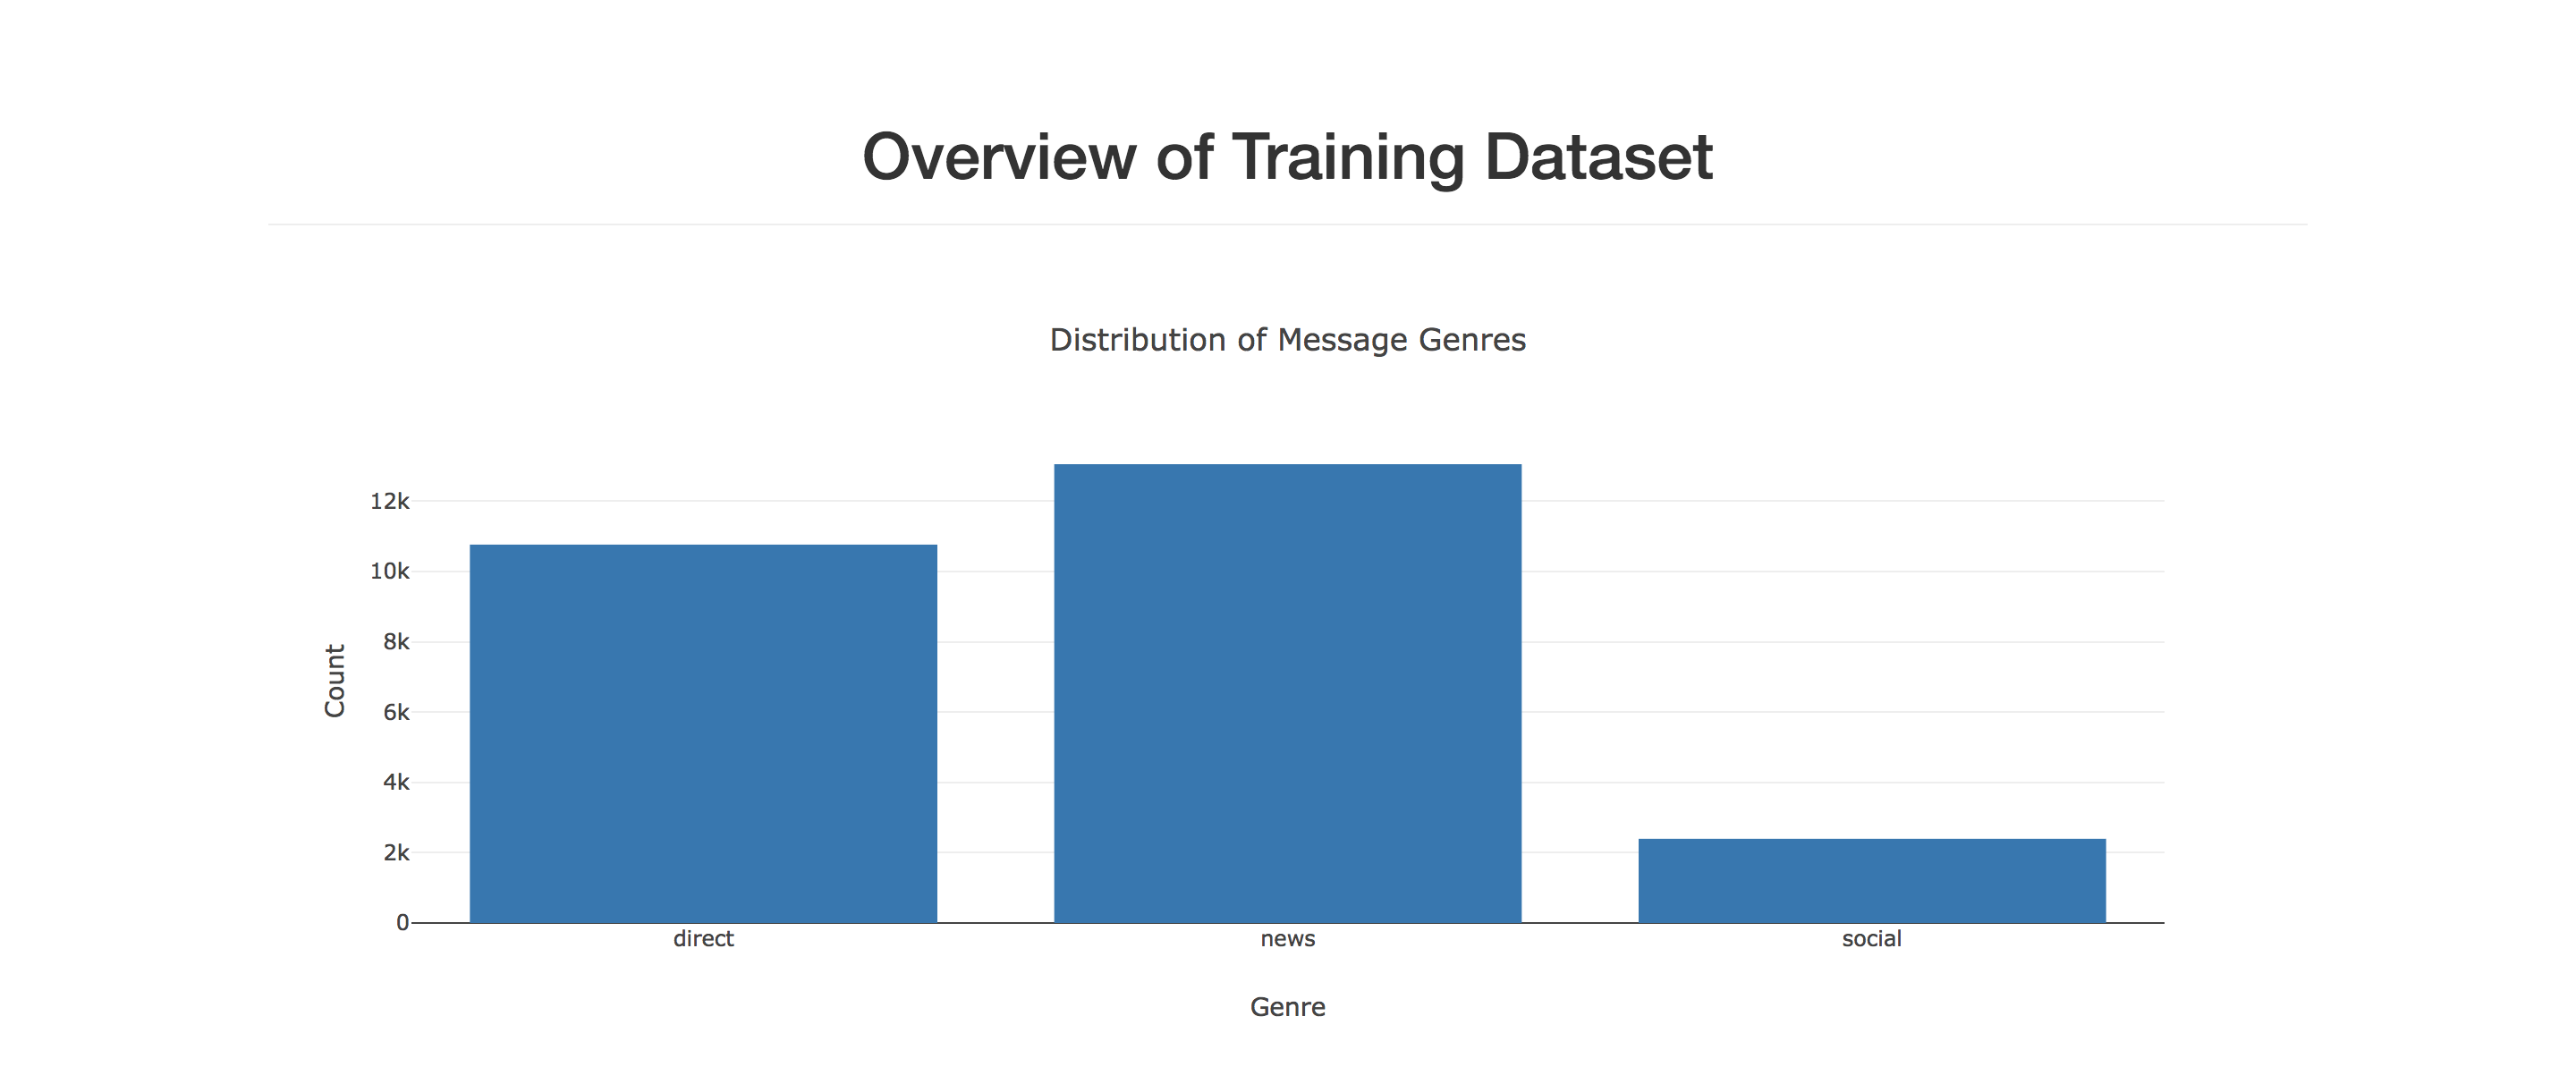 Overview of Training Dataset
Distribution of Message Genres
12k
10k
8k
6k
4k
2k
0
Count
direct
news
social
Genre